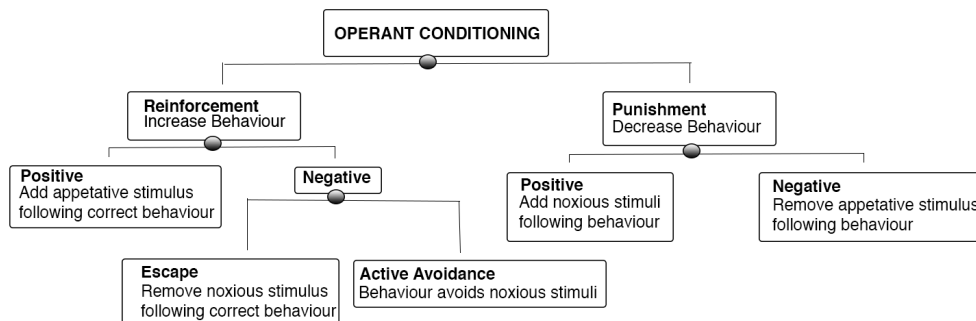 OPERANT CONDITIONING
Reinforcement
Increase Behaviour
Punishment
Decrease Behaviour
Positive
Add appetative stimulus
following correct behaviour
Negative
Positive
Add noxious stimuli
following behaviour
Negative
Remove appetative stimulus
following behaviour
Escape
Remove noxious stimulus
following correct behaviour
Active Avoidance
Behaviour avoids noxious stimuli